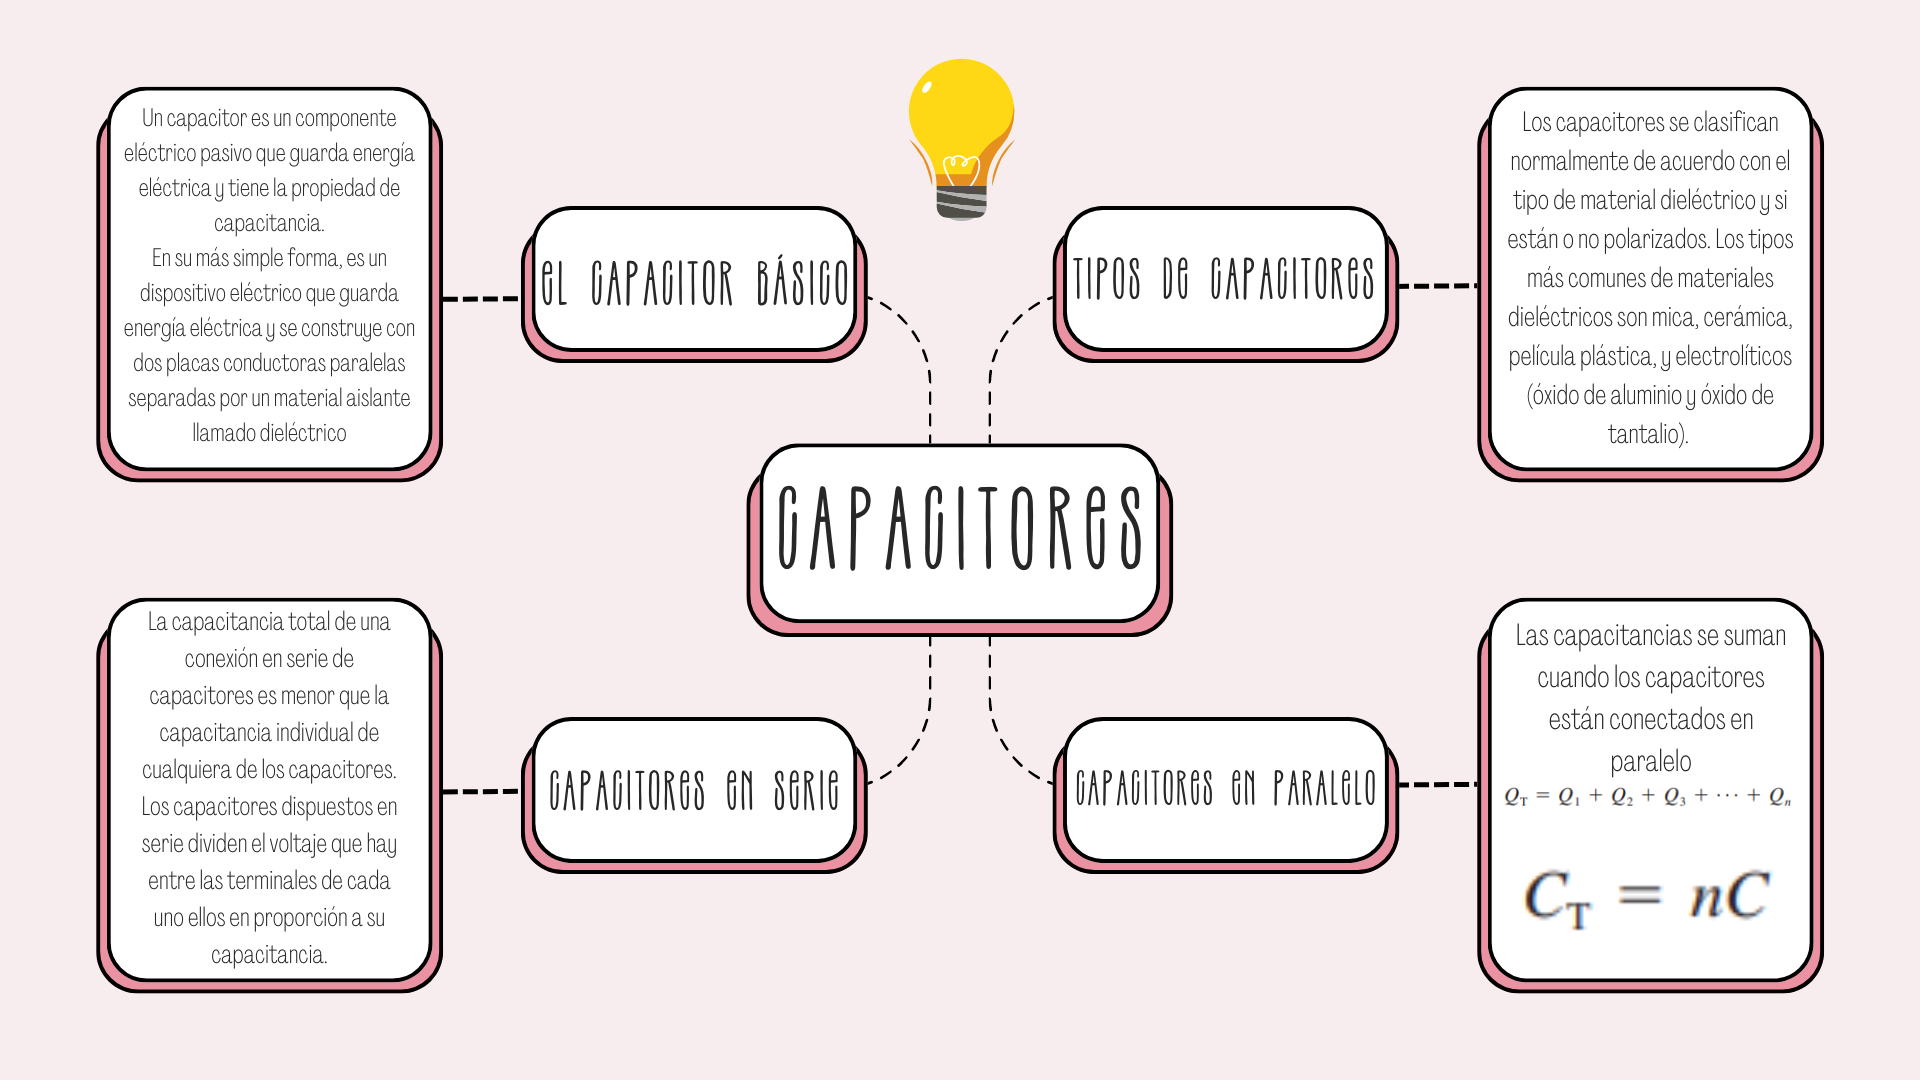 Un capacitor es un componente
eléctrico pasivo que guarda energía
eléctrica y tiene la propiedad de
capacitancia.
En su más simple forma, es un
dispositivo eléctrico que guarda
energía eléctrica y se construye con
dos placas conductoras paralelas
separadas por un material aislante
llamado dieléctrico
EL CAPACITOR BÁSICO
TIPOS DE CAPACITORES
Los capacitores se clasifican
normalmente de acuerdo con el
tipo de material dieléctrico y si
están o no polarizados. Los tipos
más comunes de materiales
dieléctricos son mica, cerámica,
película plástica, y electrolíticos
(óxido de aluminio y óxido de
tantalio).
CAPACITORES
La capacitancia total de una
conexión en serie de
capacitores es menor que la
capacitancia individual de
cualquiera de los capacitores.
Los capacitores dispuestos en
serie dividen el voltaje que hay
entre las terminales de cada
uno ellos en proporción a su
capacitancia.
CAPACITORES EN SERIE
CAPACITORES EN PARALELO
Las capacitancias se suman
cuando los capacitores
están conectados en
paralelo
Q_T = Q_1 + Q_2 + Q_3 + ··· + Q_n
C_T = nC